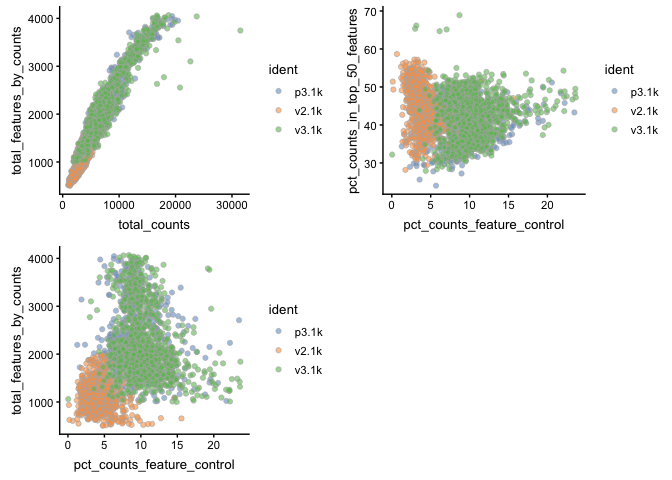 4000
3000
2000
1000
0
10000
20000
30000
total_counts
total_features_by_counts
ident
p3.1k
v2.1k
v3.1k
70
60
50
40
30
0
5
10
15
20
pct_counts_feature_control
pct_counts_in_top_50_features
ident
p3.1k
v2.1k
v3.1k
4000
3000
2000
1000
0
5
10
15
20
pct_counts_feature_control
total_features_by_counts
ident
p3.1k
v2.1k
v3.1k